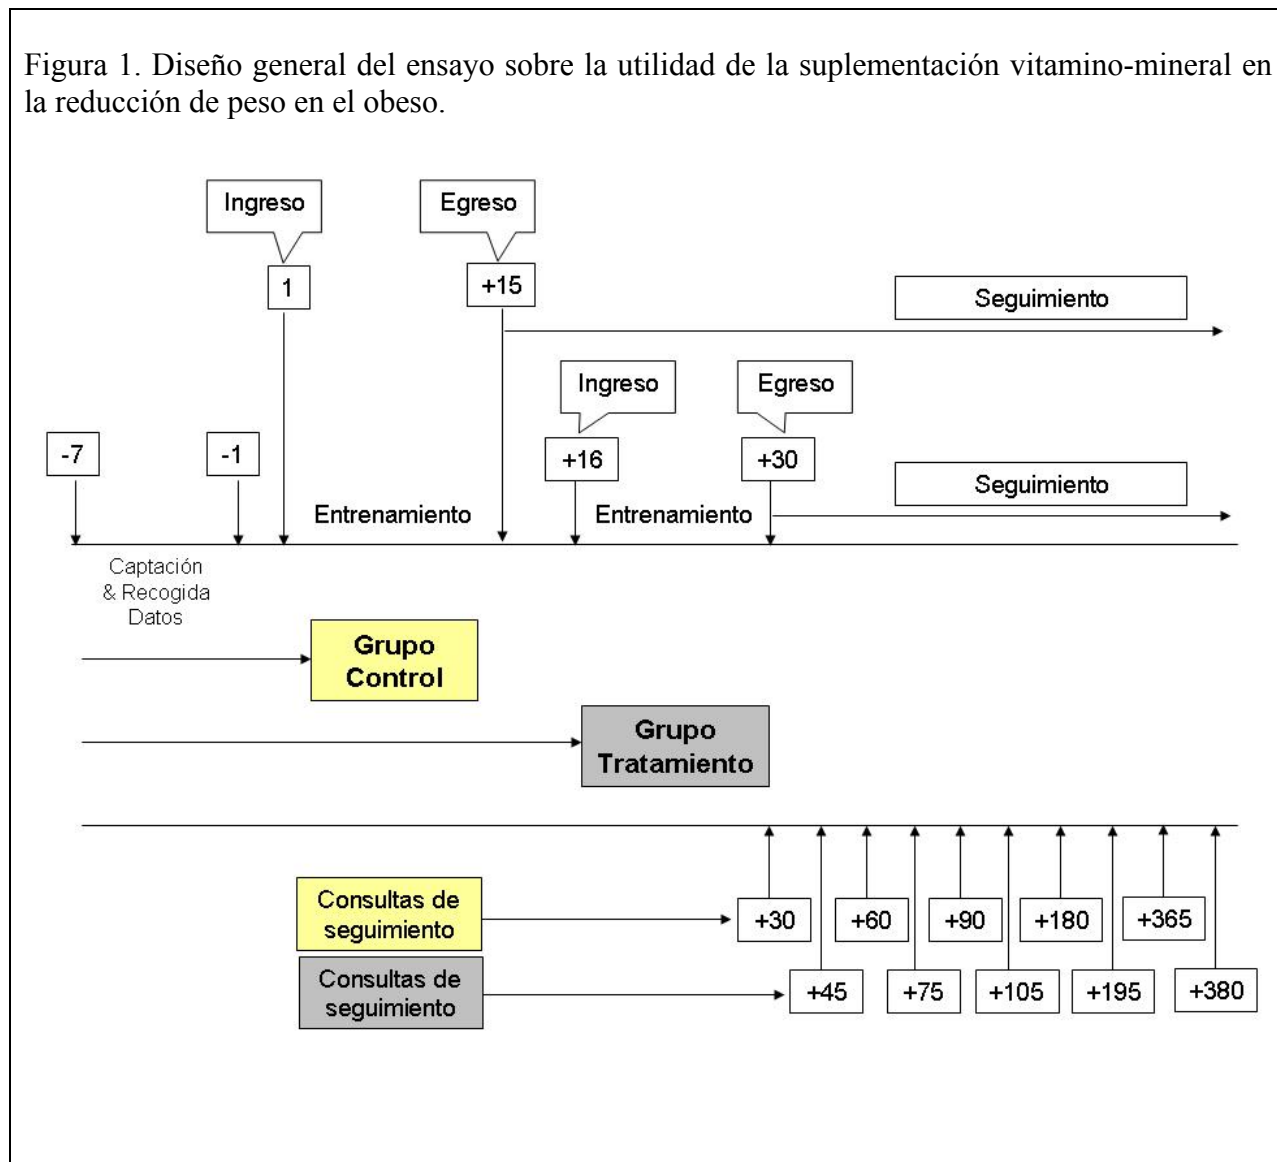 Figura 1. Diseño general del ensayo sobre la utilidad de la suplementación vitamino-mineral en
la reducción de peso en el obeso.
Ingreso
Egreso
1
+15
Seguimiento
Ingreso
Egreso
-7
-1
+16
+30
Seguimiento
Entrenamiento
Entrenamiento
Captación
& Recogida
Datos
Grupo
Control
Grupo
Tratamiento
Consultas de
seguimiento
+30
+60
+90
+180
+365
Consultas de
seguimiento
+45
+75
+105
+195
+380